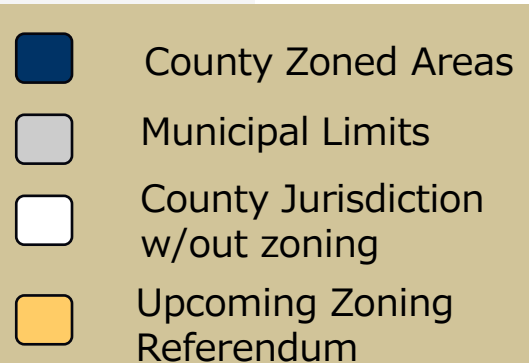 County Zoned Areas
Municipal Limits
County Jurisdiction
w/out zoning
Upcoming Zoning
Referendum